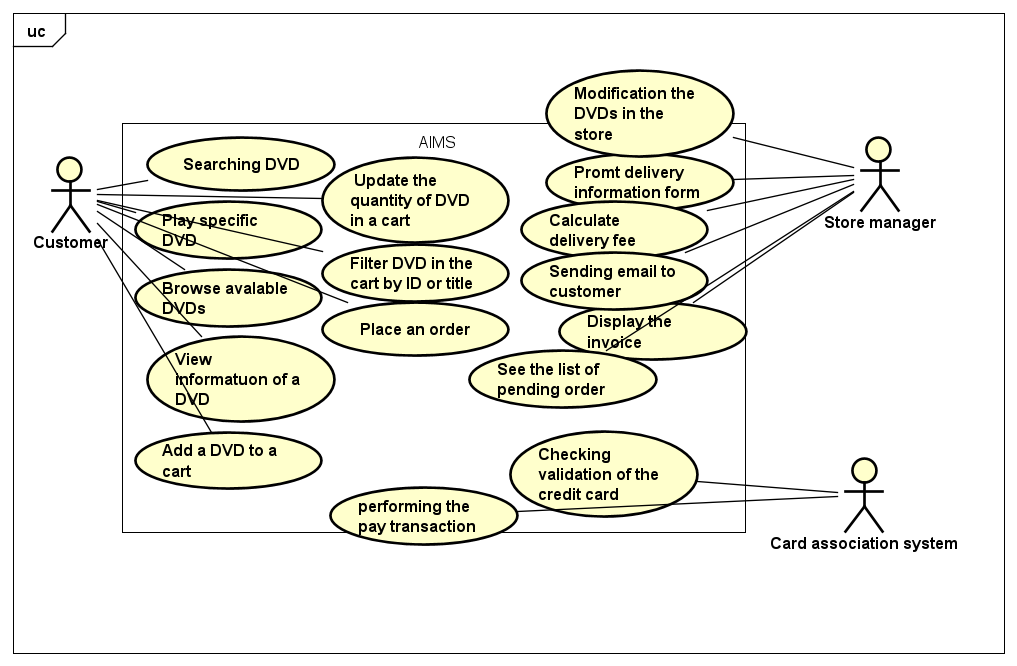 uc
AIMS
Customer
Searching DVD
Play specific
DVD
Browse avalable
DVDs
View
informatuon of a
DVD
Add a DVD to a
cart
Update the
quantity of DVD
in a cart
Filter DVD in the
cart by ID or title
Place an order
performing the
pay transaction
Modification the
DVDs in the
store
Promt delivery
information form
Calculate
delivery fee
Sending email to
customer
Display the
invoice
See the list of
pending order
Checking
validation of the
credit card
Store manager
Card association system